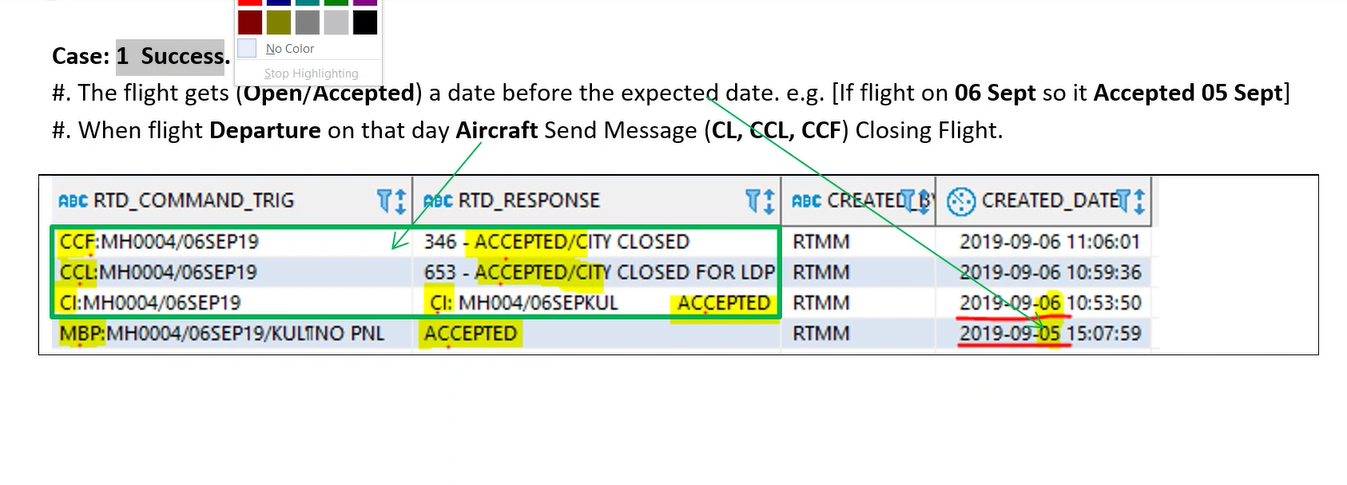 No Color
Stop Highlighting
Case: 1 Success.
#. The flight gets (Open/Accepted) a date before the expected date. e.g. [If flight on 06 Sept so it Accepted 05 Sept]
#. When flight Departure on that day Aircraft Send Message (CL, CCL, CCF) Closing Flight.
ABC RTD_COMMAND_TRIG ABC RTD_RESPONSE ABC CREATED_B CREATED_DATE
CCF:MH0004/06SEP19 346 - ACCEPTED/CITY CLOSED RTMM 2019-09-06 11:06:01
CCL:MH0004/06SEP19 653 - ACCEPTED/CITY CLOSED FOR LDP RTMM 2019-09-06 10:59:36
CI:MH0004/06SEP19 CI: MH004/06SEPKUL ACCEPTED RTMM 2019-09-06 10:53:50
MBP:MH0004/06SEP19/KUL¶NO PNL ACCEPTED RTMM 2019-09-05 15:07:59